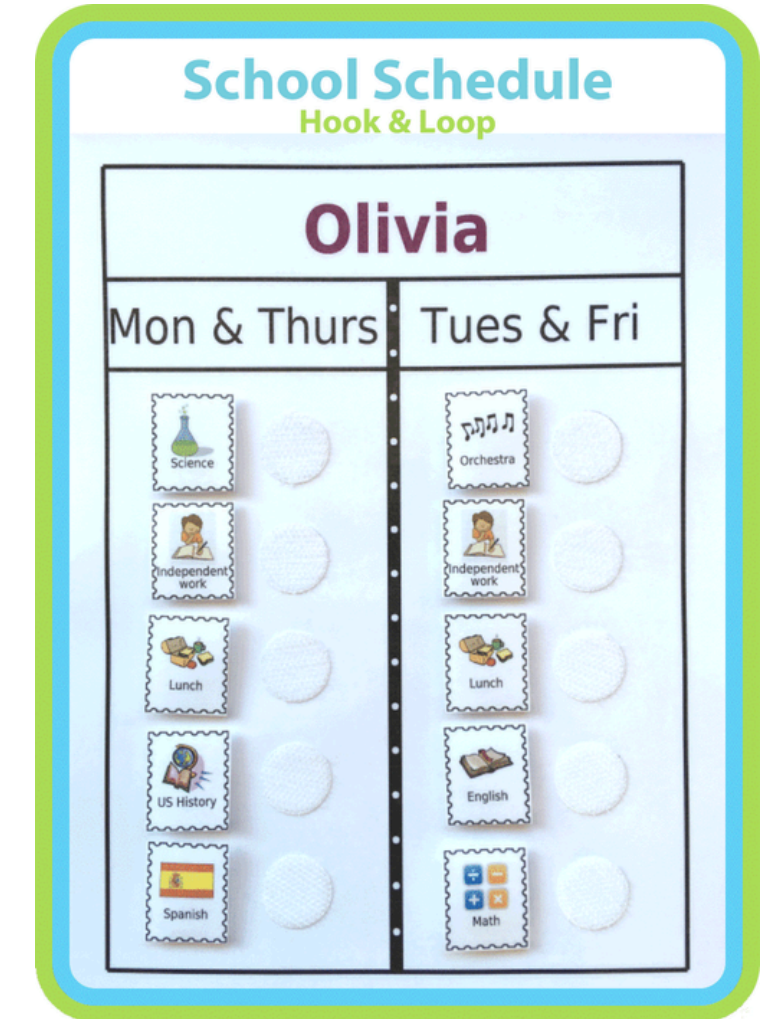 School Schedule
Hook & Loop
Olivia
Mon & Thurs
Tues & Fri
Science
Independent
work
Lunch
US History
Spanish
Orchestra
Independent
work
Lunch
English
Math